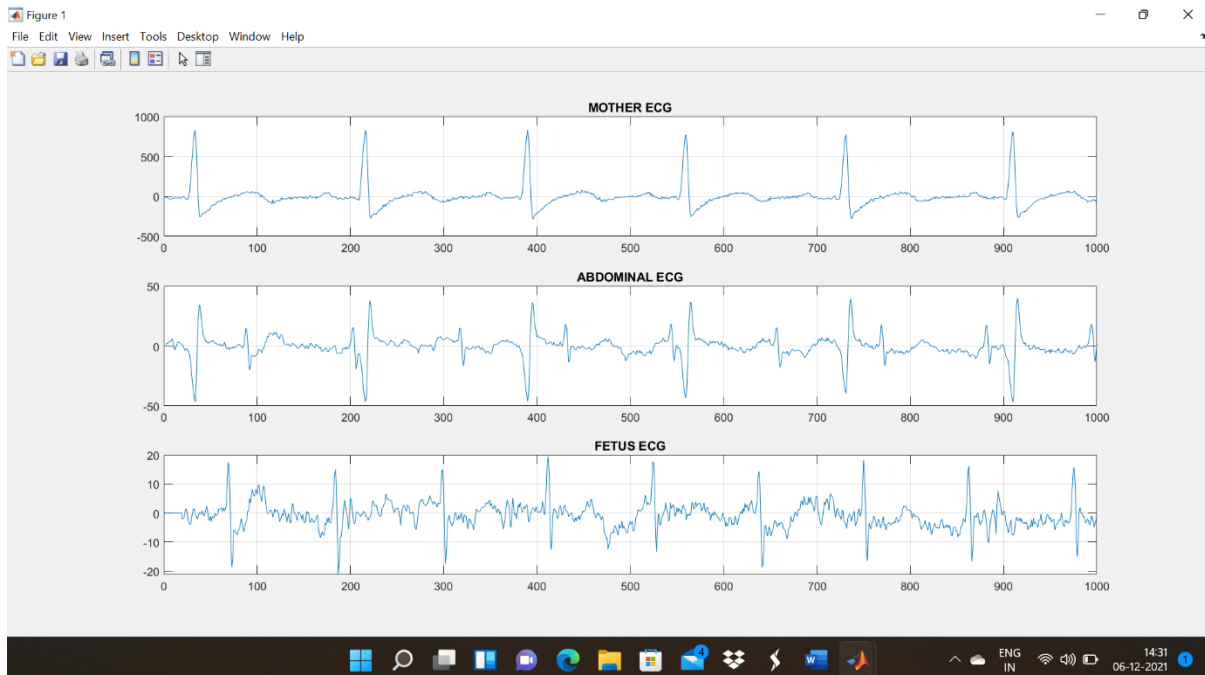 Figure 1
File Edit View Insert Tools Desktop Window Help
MOTHER ECG
1000
500
0
-500
0 100 200 300 400 500 600 700 800 900 1000
ABDOMINAL ECG
50
0
-50
0 100 200 300 400 500 600 700 800 900 1000
FETUS ECG
20
10
0
-10
-20
0 100 200 300 400 500 600 700 800 900 1000
4
W
ENG
IN
14:31
06-12-2021
1